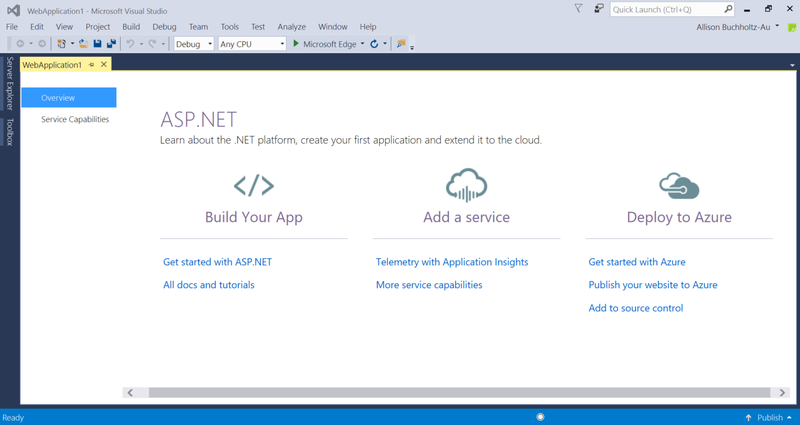 WebApplication1 - Microsoft Visual Studio
Quick Launch (Ctrl+Q)
File Edit View Project Build Debug Team Tools Test Analyze Window Help
Allison Buchholtz-Au
Debug Any CPU Microsoft Edge
Server Explorer
Toolbox
WebApplication1
Overview
Service Capabilities
ASP.NET
Learn about the .NET platform, create your first application and extend it to the cloud.
</>
Build Your App
Add a service
Deploy to Azure
Get started with ASP.NET
Telemetry with Application Insights
Get started with Azure
All docs and tutorials
More service capabilities
Publish your website to Azure
Add to source control
Ready
Publish